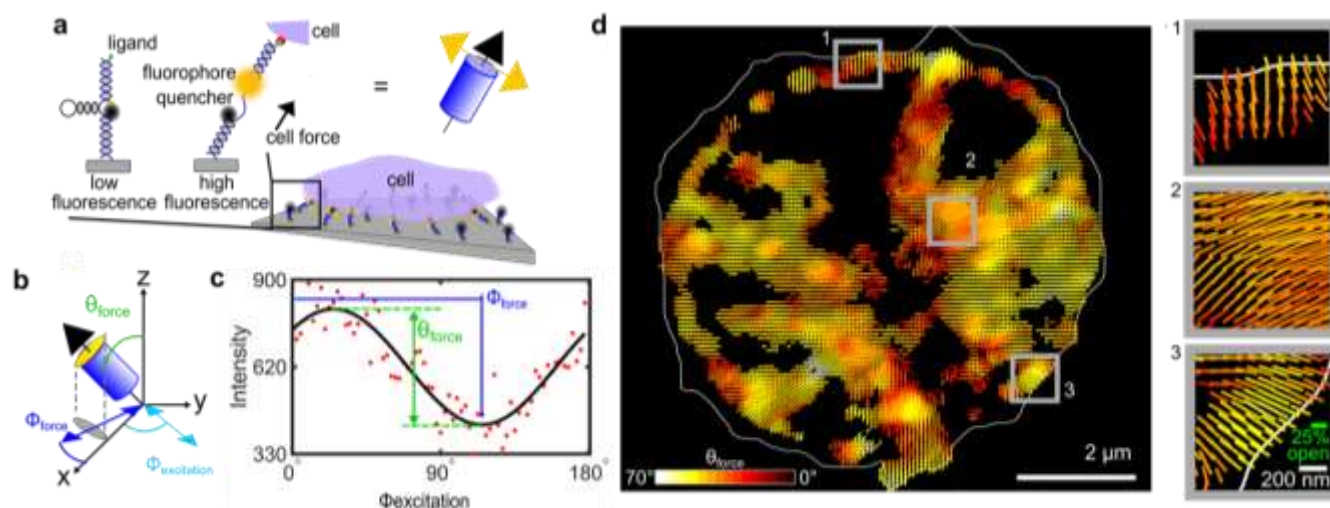 a
ligand
cell
fluorophore
quencher
=
cell force
low
fluorescence
high
fluorescence
cell
b
z
θforce
y
Φforce
x
Φexcitation
c
900
620
330
Intensity
Φforce
θforce
0°
90°
180°
Φexcitation
d
1
2
3
θforce
70°
0°
2 μm
1
2
3
25%
open
200 nm